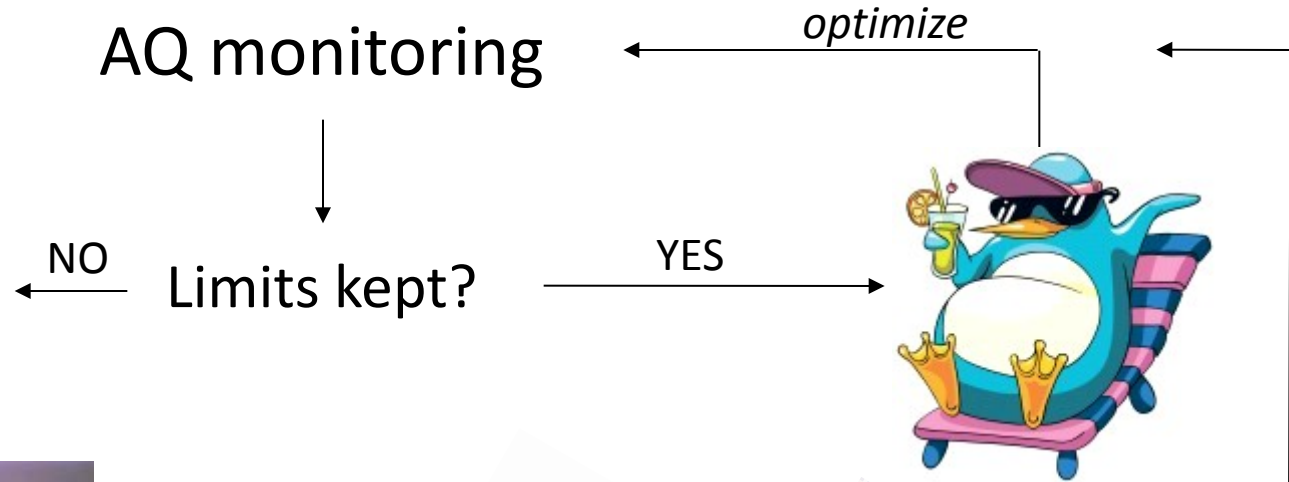 optimize
AQ monitoring
NO
Limits kept?
YES